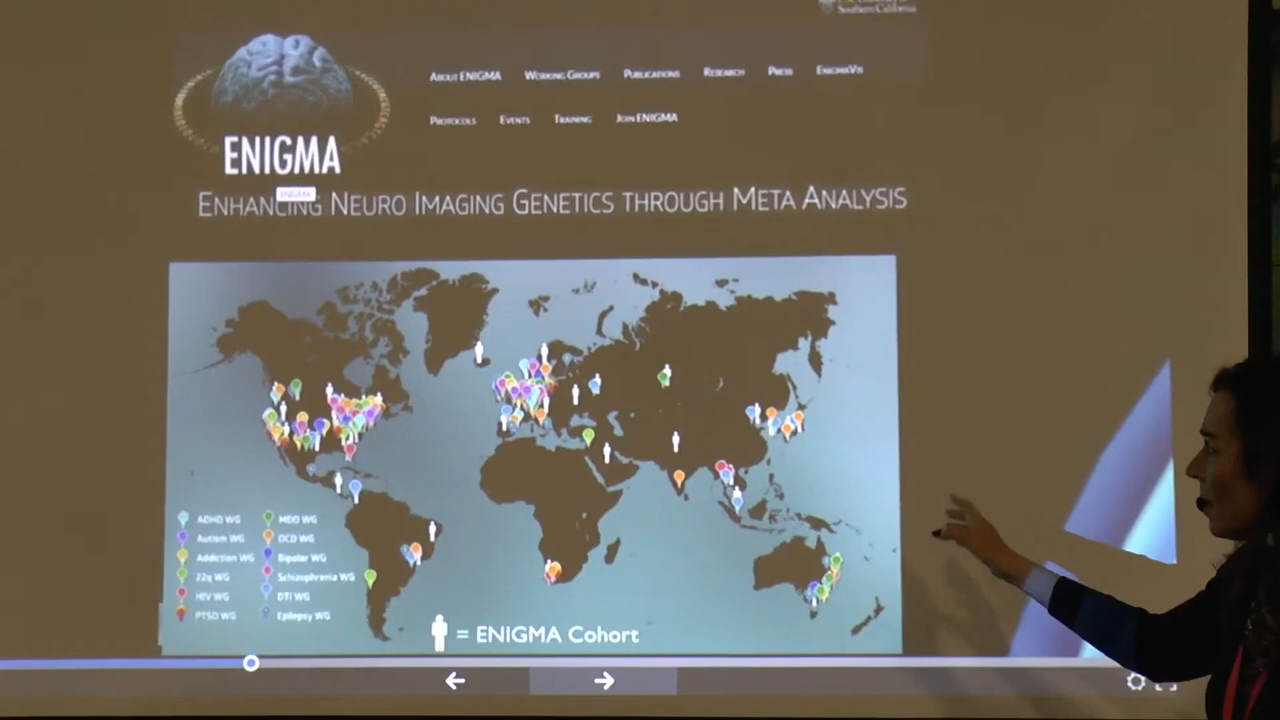 Southern California
About ENIGMA Working Groups Publications Research Press EnigmaVis
Protocols Events Training Join ENIGMA
ENIGMA
ENIGMA
Enhancing Neuro Imaging Genetics through Meta Analysis
ADHD WG MDD WG
Autism WG OCD WG
Addiction WG Bipolar WG
22q WG Schizophrenia WG
HIV WG DTI WG
PTSD WG Epilepsy WG
= ENIGMA Cohort